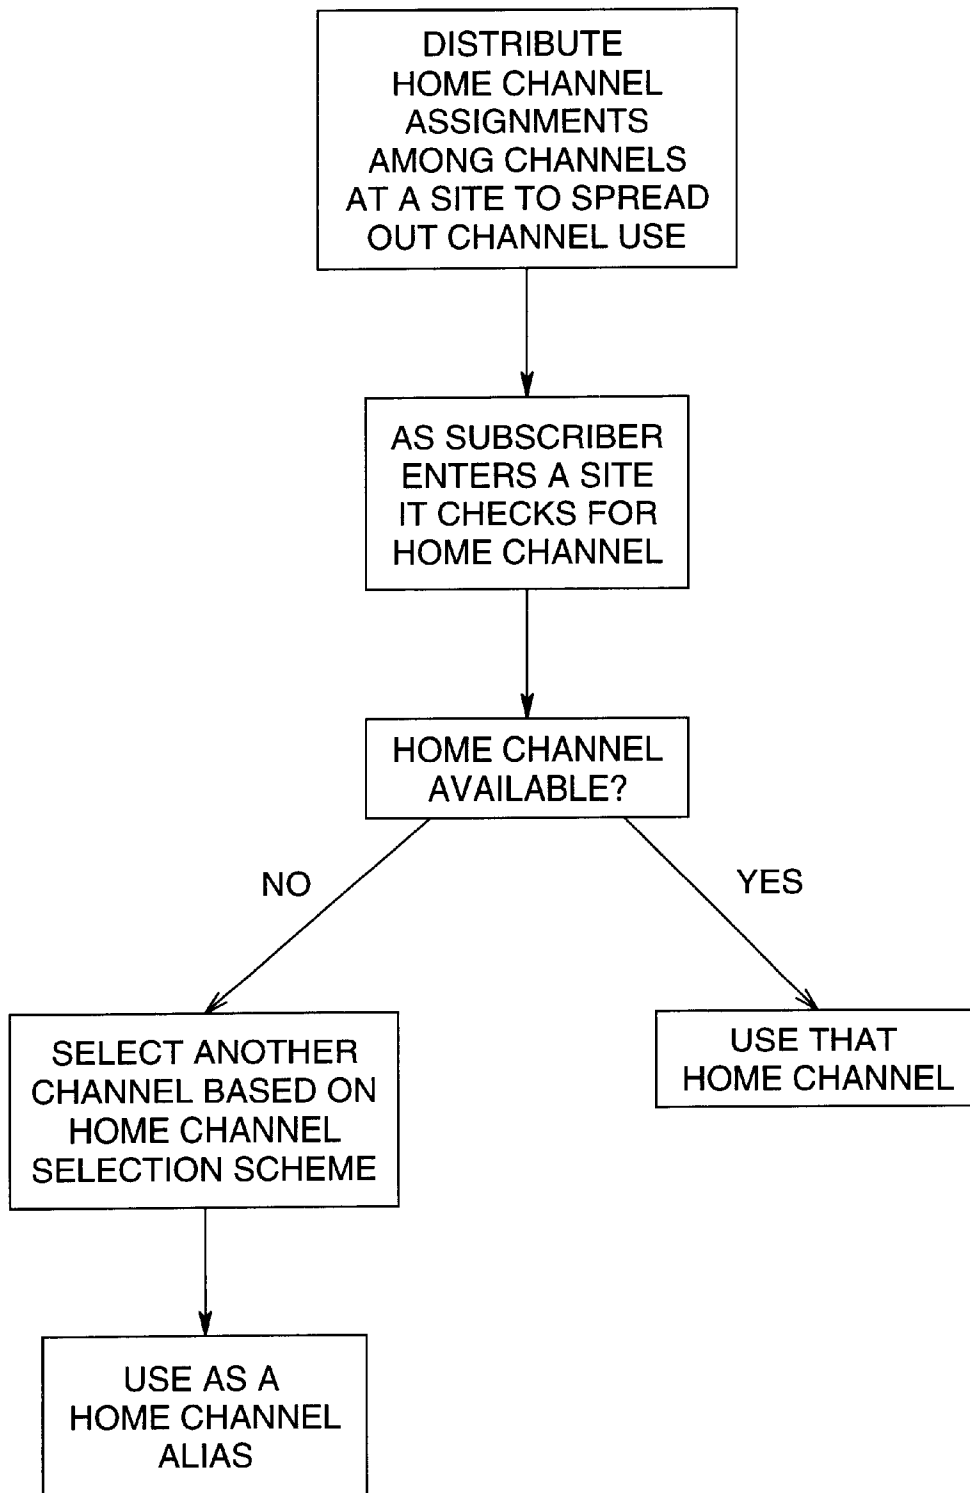 DISTRIBUTE
HOME CHANNEL
ASSIGNMENTS
AMONG CHANNELS
AT A SITE TO SPREAD
OUT CHANNEL USE
AS SUBSCRIBER
ENTERS A SITE
IT CHECKS FOR
HOME CHANNEL
HOME CHANNEL
AVAILABLE?
NO
YES
SELECT ANOTHER
CHANNEL BASED ON
HOME CHANNEL
SELECTION SCHEME
USE THAT
HOME CHANNEL
USE AS A
HOME CHANNEL
ALIAS